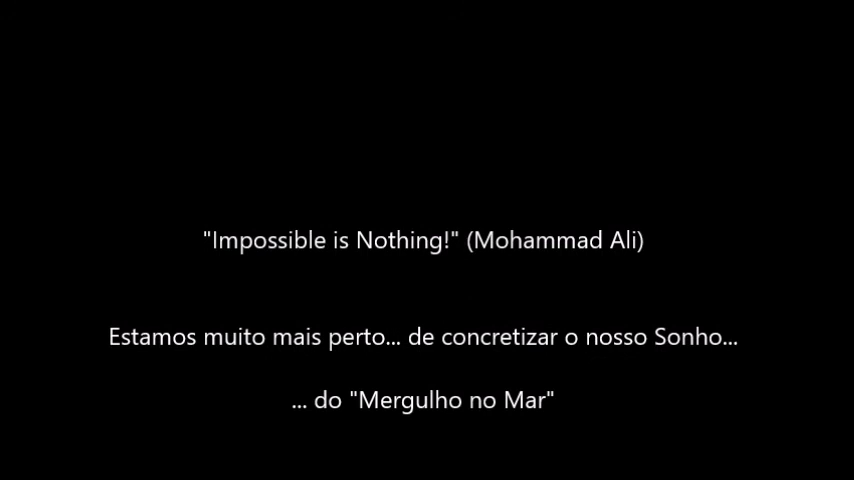 "Impossible is Nothing!" (Mohammad Ali)
Estamos muito mais perto... de concretizar o nosso Sonho...
... do "Mergulho no Mar"